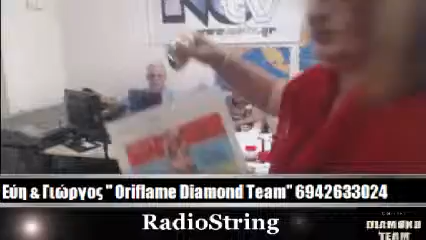 Εύη & Γιώργος " Oriflame Diamond Team" 6942633024
RadioString
DIAMOND
TEAM